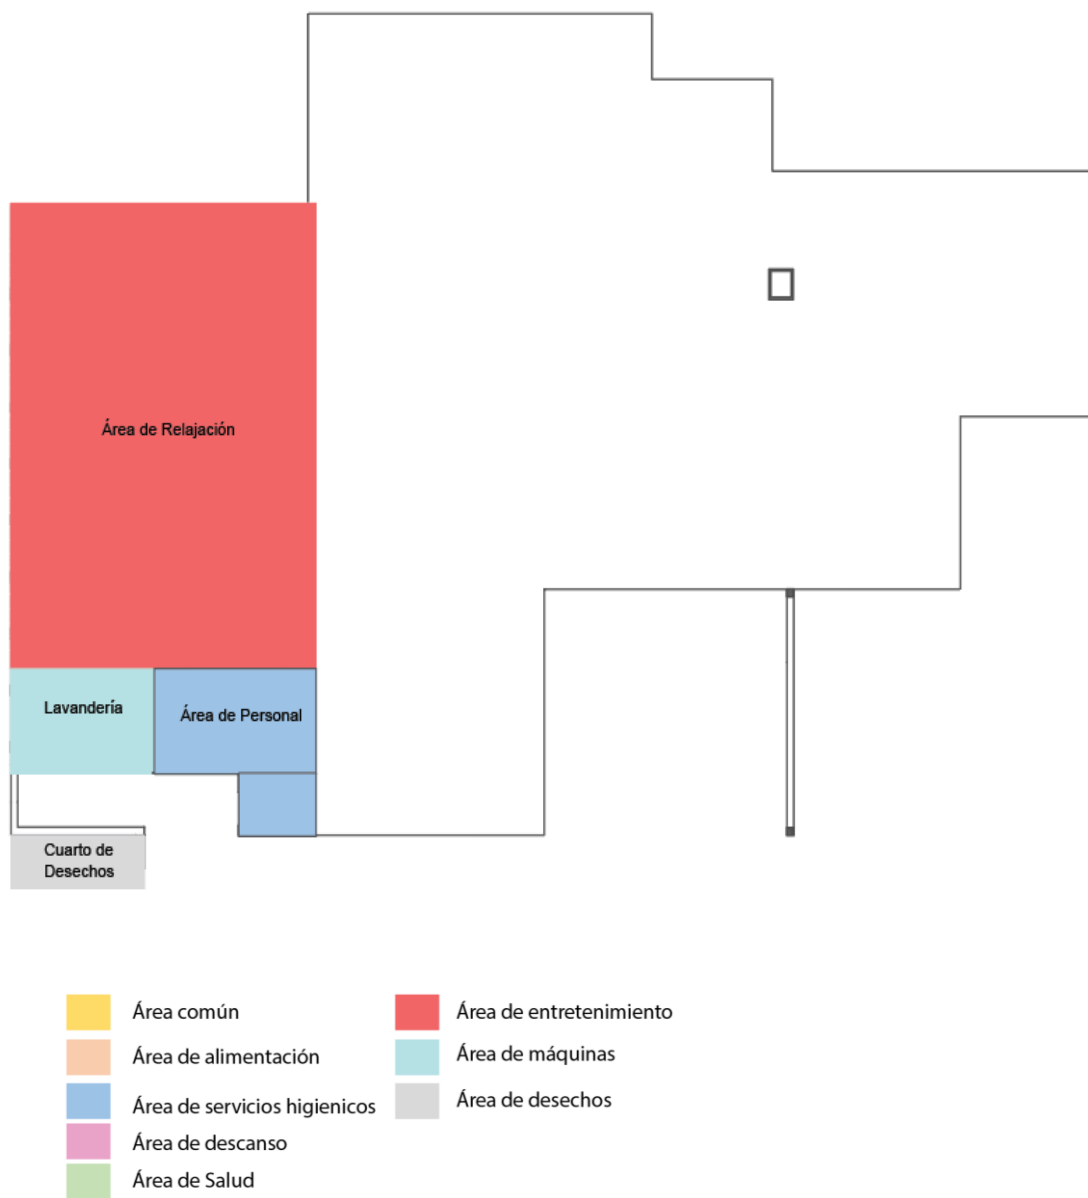 Área de Relajación
Lavandería
Área de Personal
Cuarto de
Desechos
Área común
Área de alimentación
Área de servicios higienicos
Área de descanso
Área de Salud
Área de entretenimiento
Área de máquinas
Área de desechos